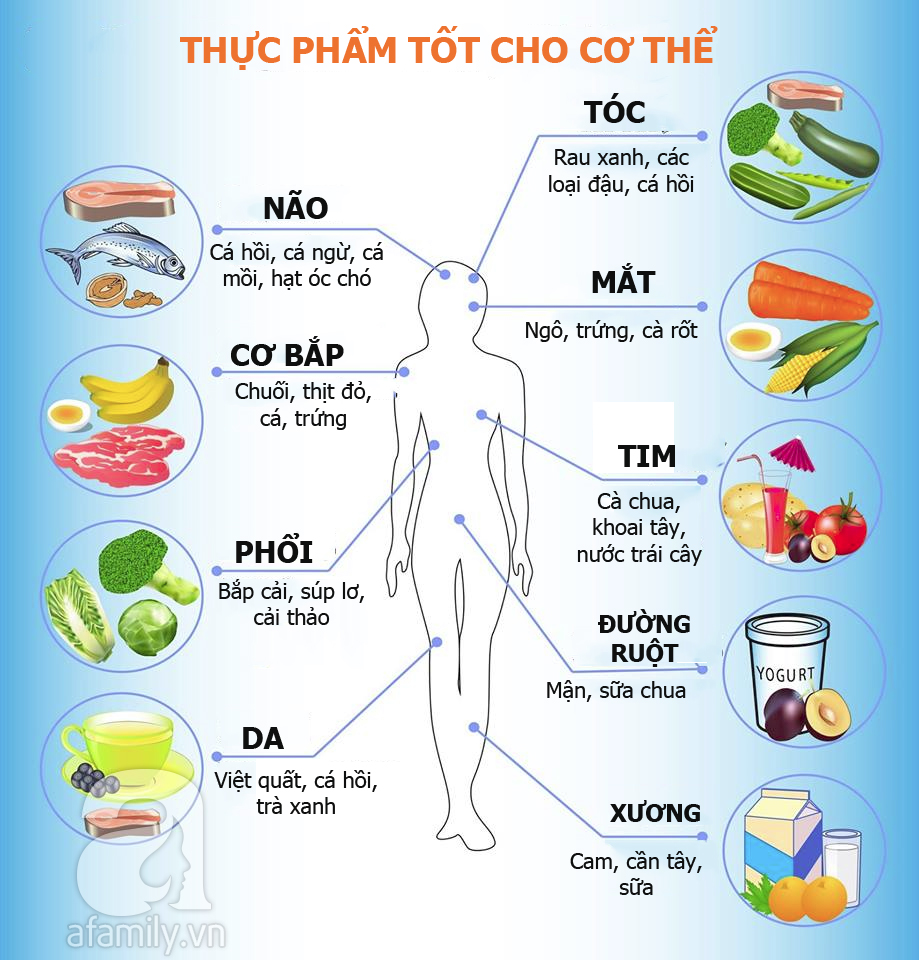 THỰC PHẨM TỐT CHO CƠ THỂ
TÓC
Rau xanh, các
loại đậu, cá hồi
NÃO
Cá hồi, cá ngừ, cá
mồi, hạt óc chó
MẮT
Ngô, trứng, cà rốt
CƠ BẮP
Chuối, thịt đỏ,
cá, trứng
TIM
Cà chua,
khoai tây,
nước trái cây
PHỔI
Bắp cải, súp lơ,
cải thảo
ĐƯỜNG
RUỘT
Mận, sữa chua
YOGURT
DA
Việt quất, cá hồi,
trà xanh
XƯƠNG
Cam, cần tây,
sữa
a
afamily.vn